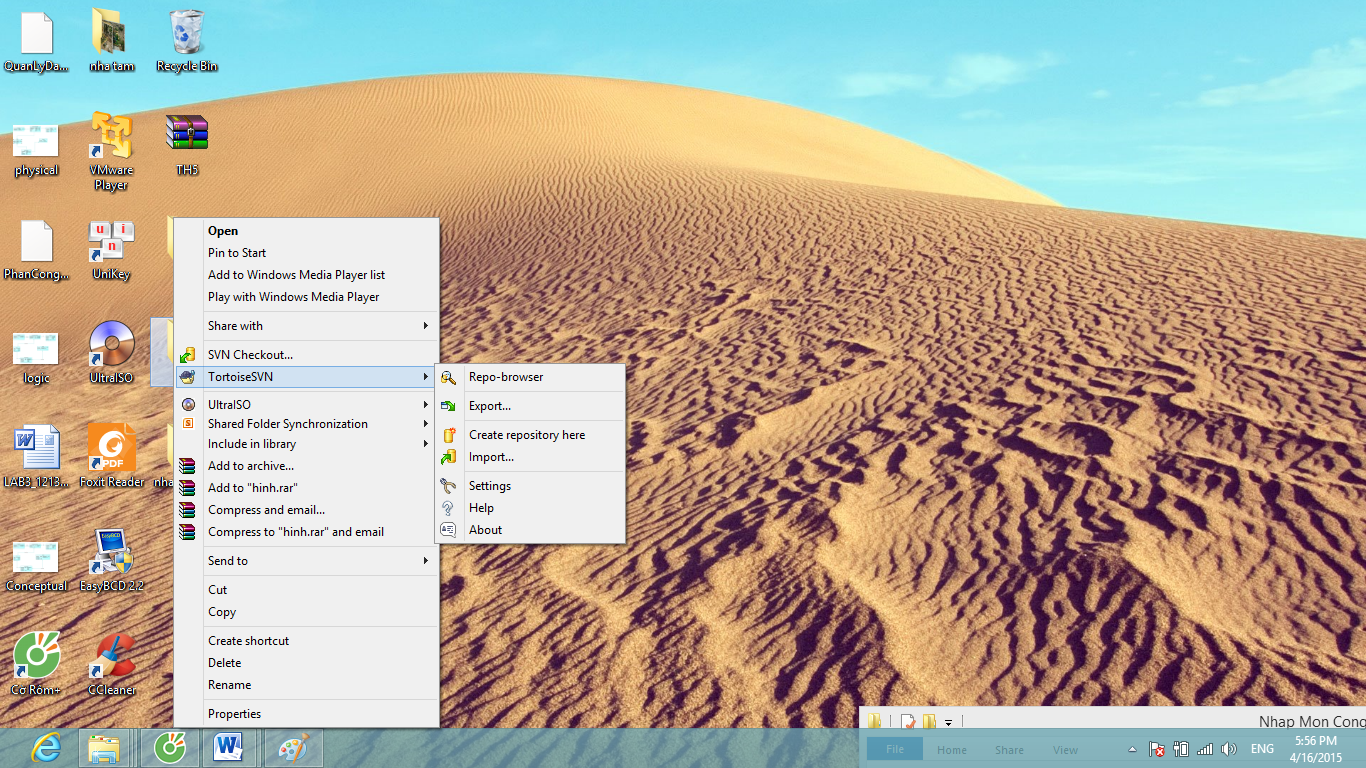 QuanLyDa...
nha tam
Recycle Bin
physical
VMware
Player
TH5
PhanCong...
UniKey
logic
UltraISO
LAB3_1213...
Foxit Reader
nha
Conceptual
EasyBCD 2.2
Cờ Rôm+
CCleaner
Open
Pin to Start
Add to Windows Media Player list
Play with Windows Media Player
Share with
SVN Checkout...
TortoiseSVN
UltraISO
Shared Folder Synchronization
Include in library
Add to archive...
Add to "hinh.rar"
Compress and email...
Compress to "hinh.rar" and email
Send to
Cut
Copy
Create shortcut
Delete
Rename
Properties
Repo-browser
Export...
Create repository here
Import...
Settings
Help
About
Nhap Mon Cong
File
Home
Share
View
ENG
5:56 PM
4/16/2015